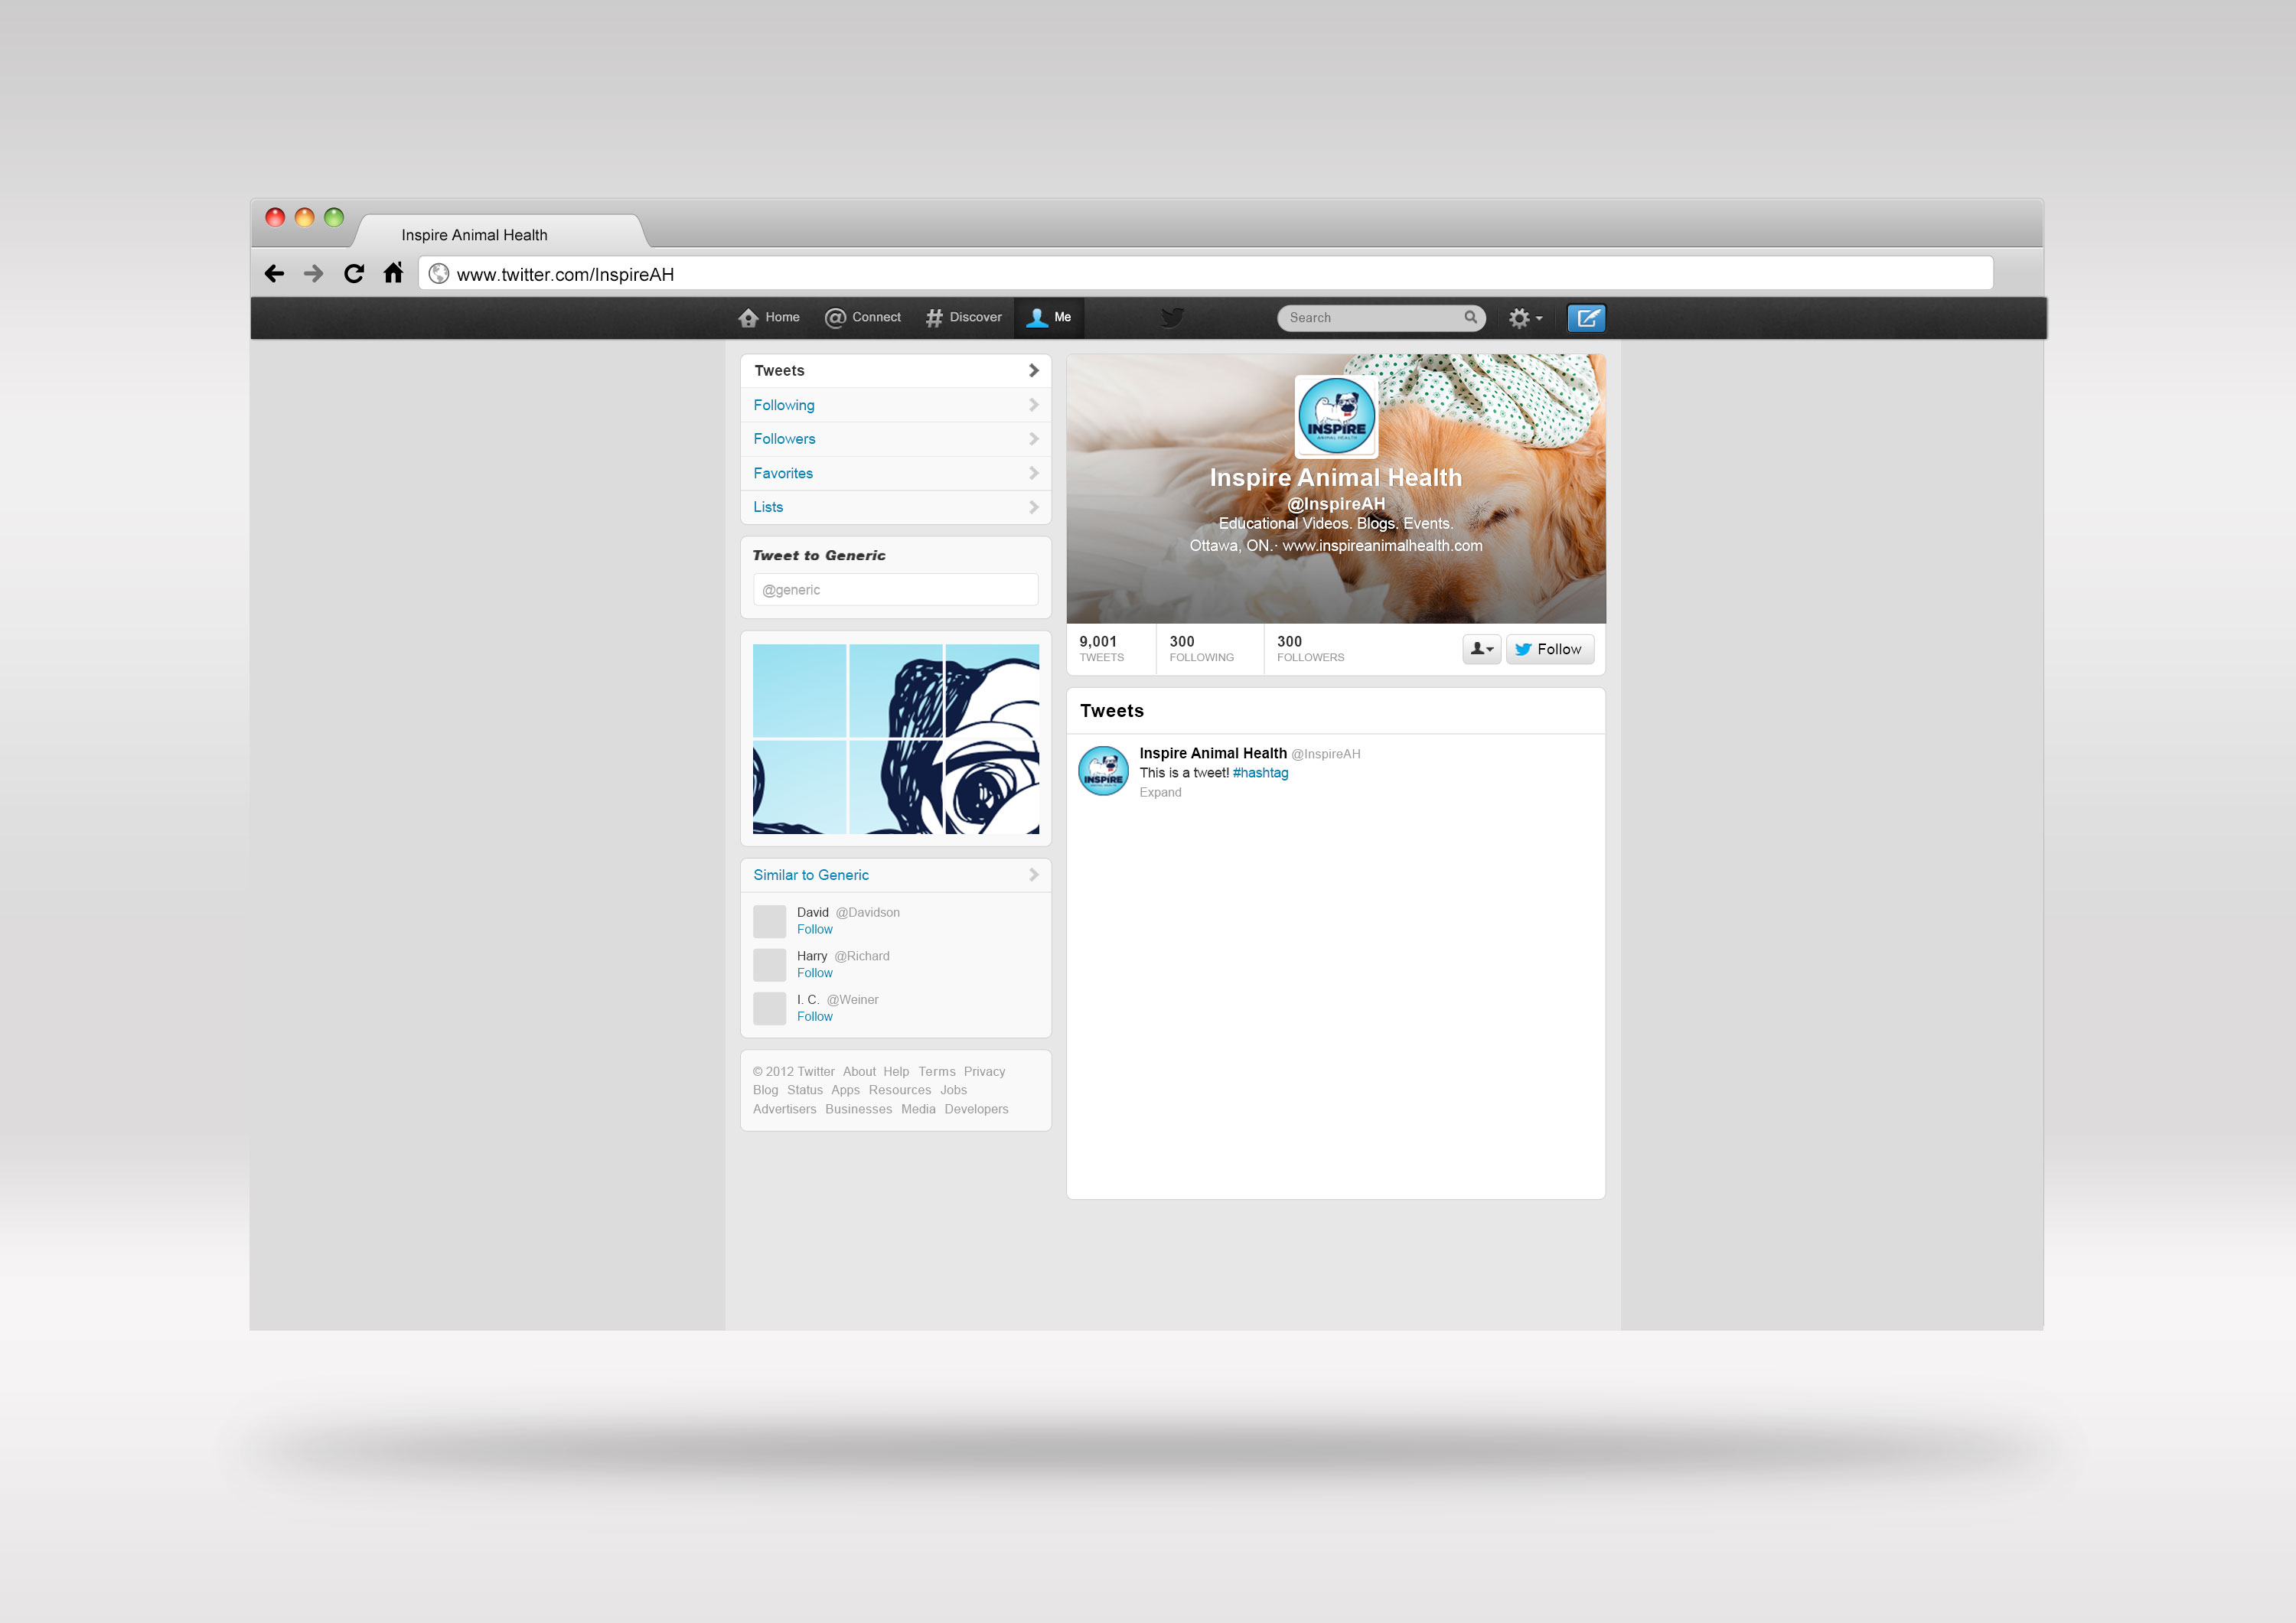 Inspire Animal Health
www.twitter.com/InspireAH
Home @ Connect # Discover Me Search
Tweets
Following
Followers
Favorites
Lists
Tweet to Generic
@generic
Similar to Generic
David @Davidson
Follow
Harry @Richard
Follow
I. C. @Weiner
Follow
© 2012 Twitter About Help Terms Privacy
Blog Status Apps Resources Jobs
Advertisers Businesses Media Developers
INSPIRE
ANIMAL HEALTH
Inspire Animal Health
@InspireAH
Educational Videos. Blogs. Events.
Ottawa, ON.· www.inspireanimalhealth.com
9,001 300 300
TWEETS FOLLOWING FOLLOWERS
Follow
Tweets
INSPIRE
Inspire Animal Health @InspireAH
This is a tweet! #hashtag
Expand